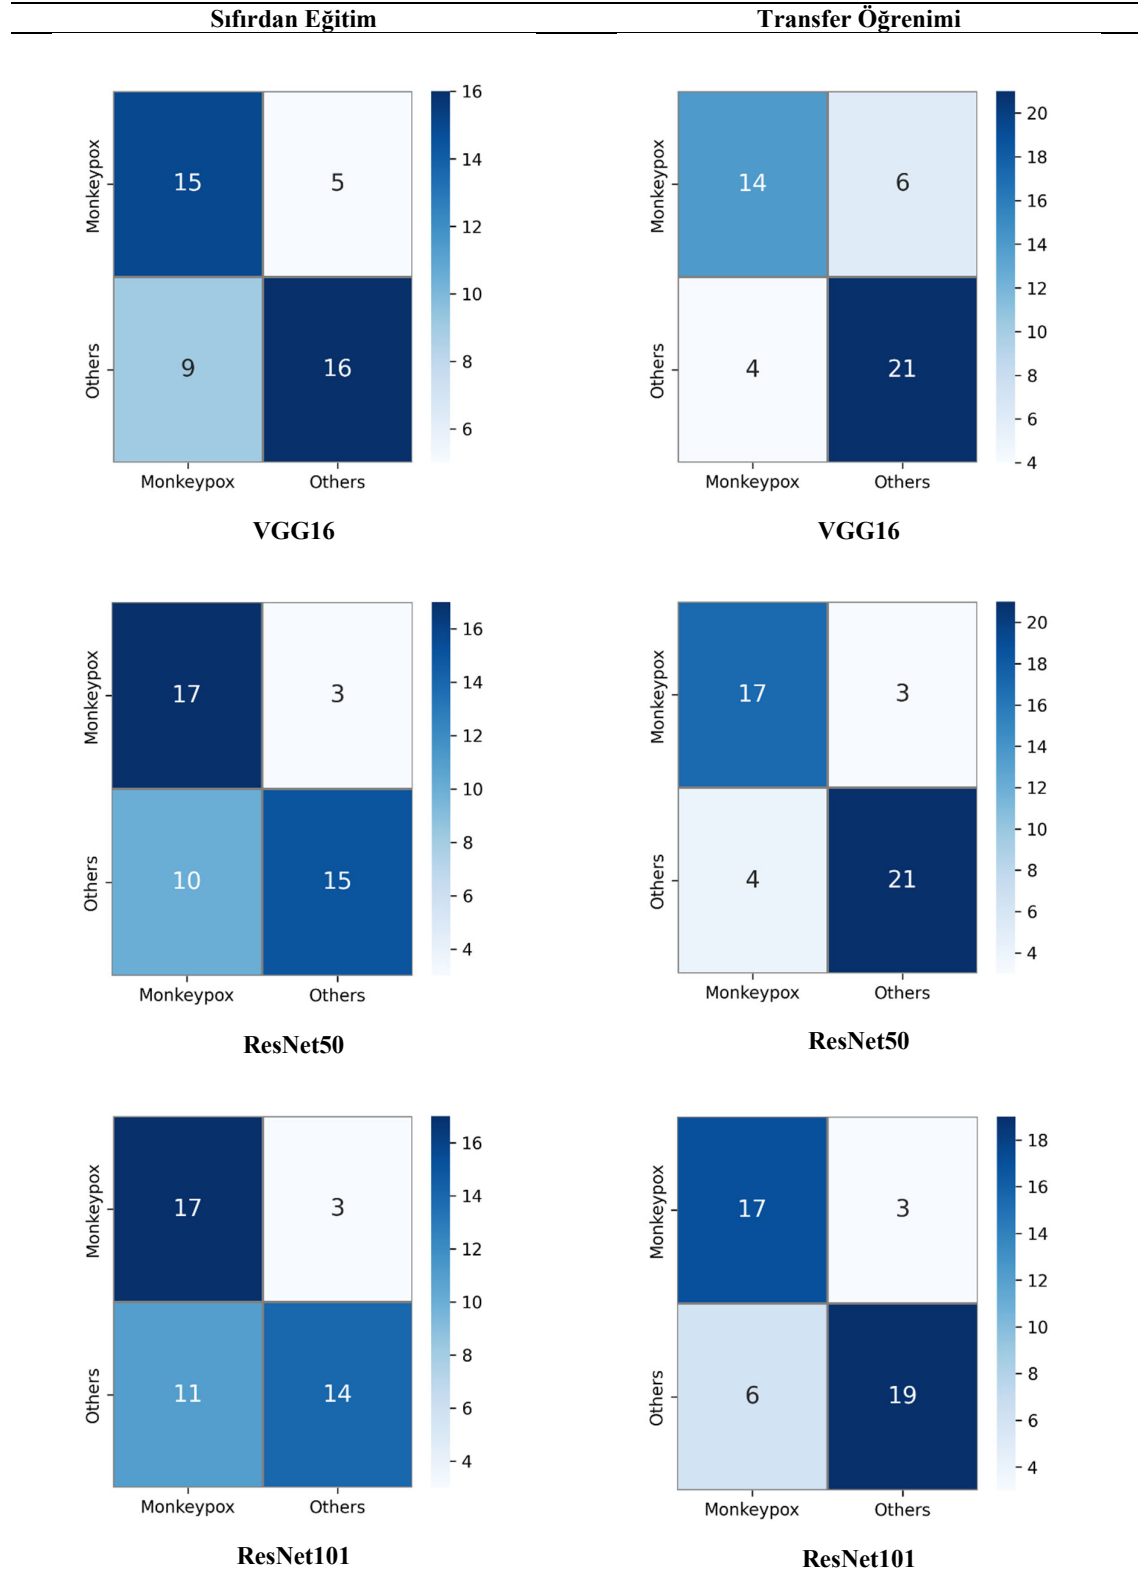 Sıfırdan Eğitim Transfer Öğrenimi
16
14
12
10
8
6
Monkeypox
Others
15 5
9 16
Monkeypox Others
VGG16
20
18
16
14
12
10
8
6
4
Monkeypox
Others
14 6
4 21
Monkeypox Others
VGG16
16
14
12
10
8
6
4
Monkeypox
Others
17 3
10 15
Monkeypox Others
ResNet50
20
18
16
14
12
10
8
6
4
Monkeypox
Others
17 3
4 21
Monkeypox Others
ResNet50
16
14
12
10
8
6
4
Monkeypox
Others
17 3
11 14
Monkeypox Others
ResNet101
18
16
14
12
10
8
6
4
Monkeypox
Others
17 3
6 19
Monkeypox Others
ResNet101